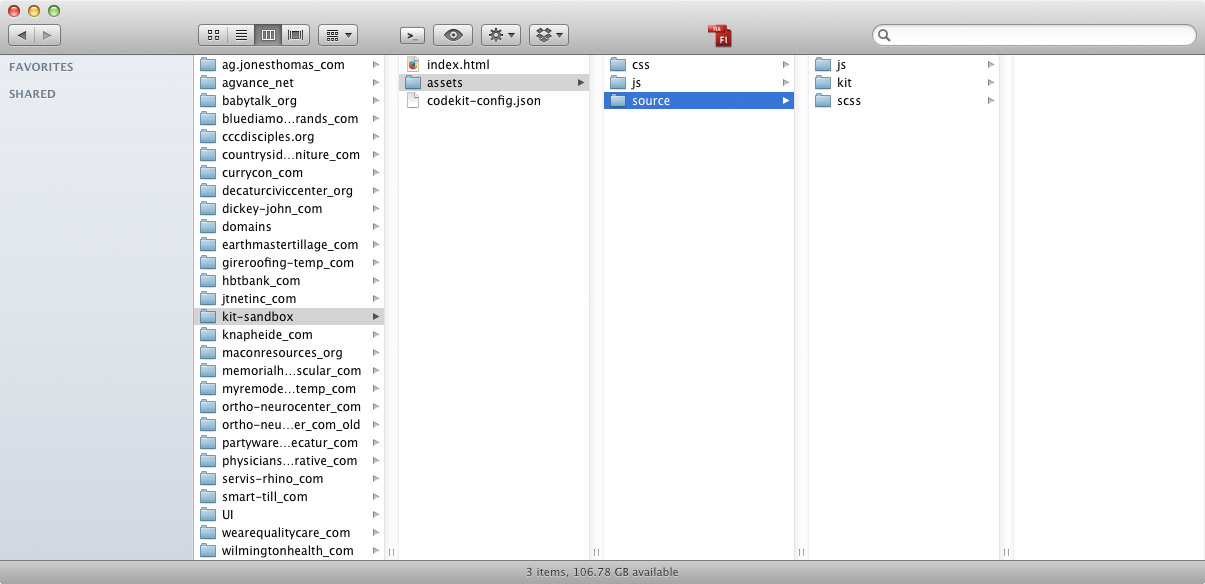 >_
FL
FAVORITES
SHARED
ag.jonesthomas_com
agvance_net
babytalk_org
bluediamo...rands_com
cccdisciples.org
countrysid...niture_com
currycon_com
decaturciviccenter_org
dickey-john_com
domains
earthmastertillage_com
gireroofing-temp_com
hbtbank_com
jtnetinc_com
kit-sandbox
knapheide_com
maconresources_org
memorialh...scular_com
myremode...temp_com
ortho-neurocenter_com
ortho-neu...er_com_old
partyware...ecatur_com
physicians...rative_com
servis-rhino_com
smart-till_com
UI
wearequalitycare_com
wilmingtonhealth_com
index.html
assets
codekit-config.json
css
js
source
js
kit
scss
3 items, 106.78 GB available